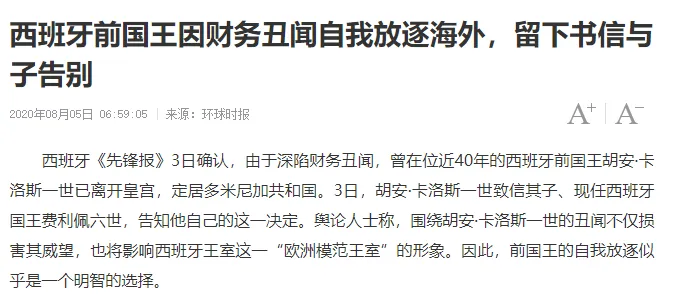 西班牙前国王因财务丑闻自我放逐海外，留下书信与
子告别
2020年08月05日 06:59:05 来源：环球时报 A+ A−
西班牙《先锋报》3日确认，由于深陷财务丑闻，曾在位近40年的西班牙前国王胡安·卡
洛斯一世已离开皇宫，定居多米尼加共和国。3日，胡安·卡洛斯一世致信其子、现任西班牙
国王费利佩六世，告知他自己的这一决定。舆论人士称，围绕胡安·卡洛斯一世的丑闻不仅损
害其威望，也将影响西班牙王室这一“欧洲模范王室”的形象。因此，前国王的自我放逐似
乎是一个明智的选择。